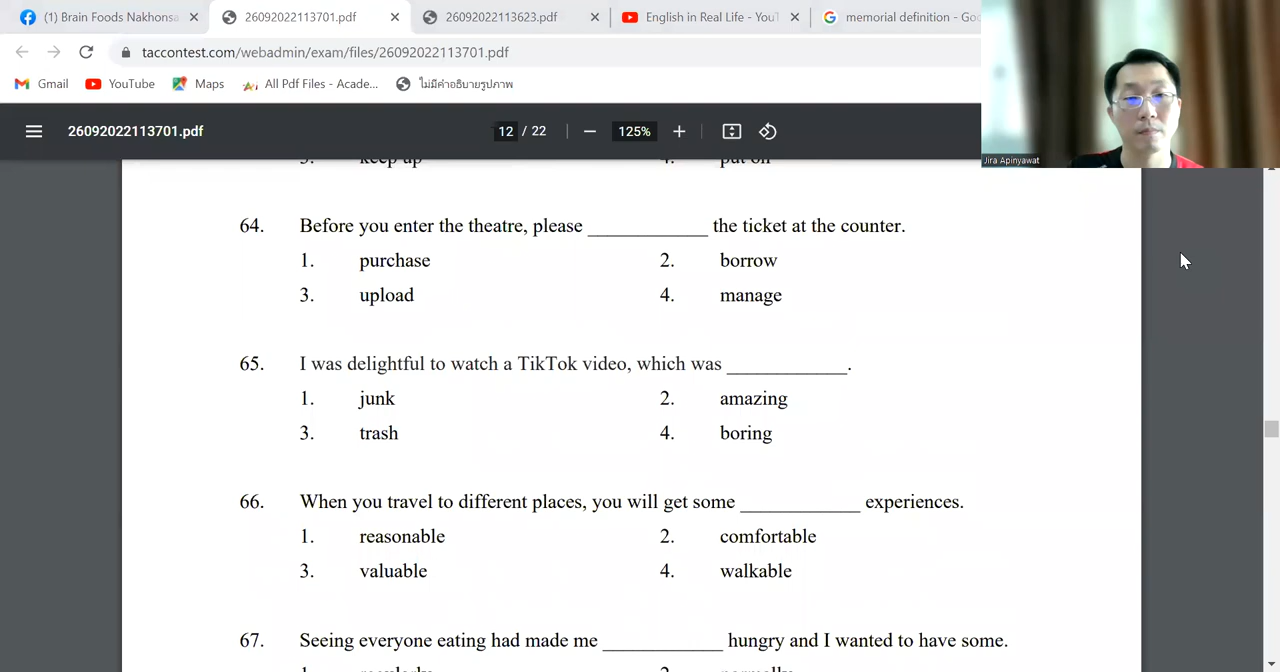 (1) Brain Foods Nakhonsa
26092022113701.pdf
26092022113623.pdf
English in Real Life - YouT
memorial definition - Goo
taccontest.com/webadmin/exam/files/26092022113701.pdf
Gmail
YouTube
Maps
All Pdf Files - Acade...
ไม่มีคำอธิบายรูปภาพ
26092022113701.pdf
12 / 22
125%
Jira Apinyawat
3. keep up 4. put on
64. Before you enter the theatre, please ____________ the ticket at the counter.
1. purchase 2. borrow
3. upload 4. manage
65. I was delightful to watch a TikTok video, which was ____________.
1. junk 2. amazing
3. trash 4. boring
66. When you travel to different places, you will get some ____________ experiences.
1. reasonable 2. comfortable
3. valuable 4. walkable
67. Seeing everyone eating had made me ____________ hungry and I wanted to have some.